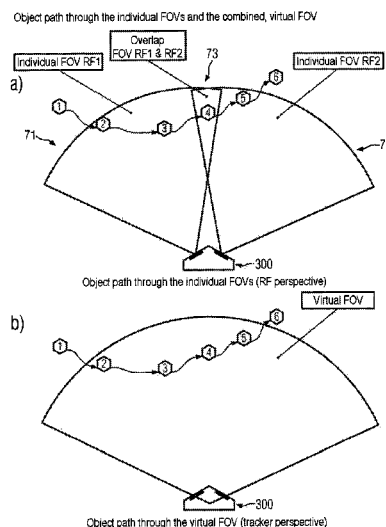 Object path through the individual FOVs and the combined, virtual FOV
Overlap
FOV RF1 & RF2
73
Individual FOV RF1
Individual FOV RF2
a)
1
2
3
4
5
6
71
7
300
Object path through the individual FOVs (RF perspective)
b)
Virtual FOV
1
2
3
4
5
6
300
Object path through the virtual FOV (tracker perspective)